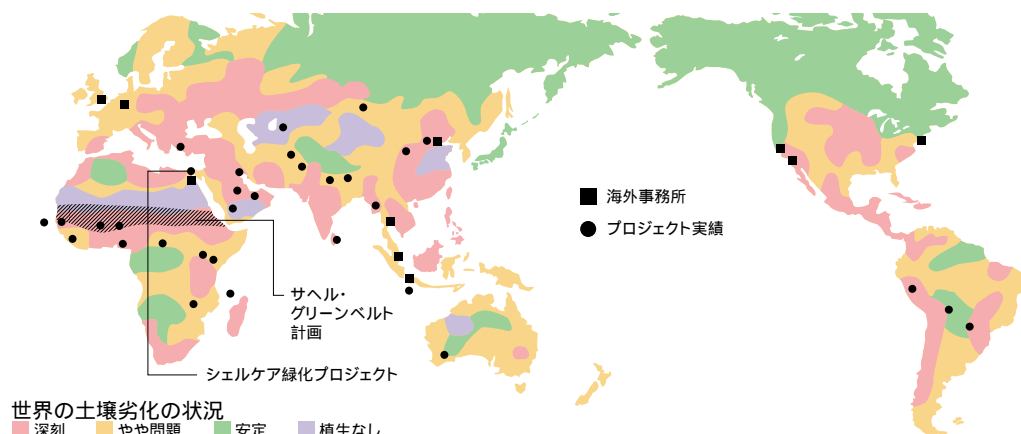 海外事務所
プロジェクト実績
サヘル・
グリーンベルト
計画
シェルケア緑化プロジェクト
世界の土壌劣化の状況
深刻 やや問題 安定 植生なし